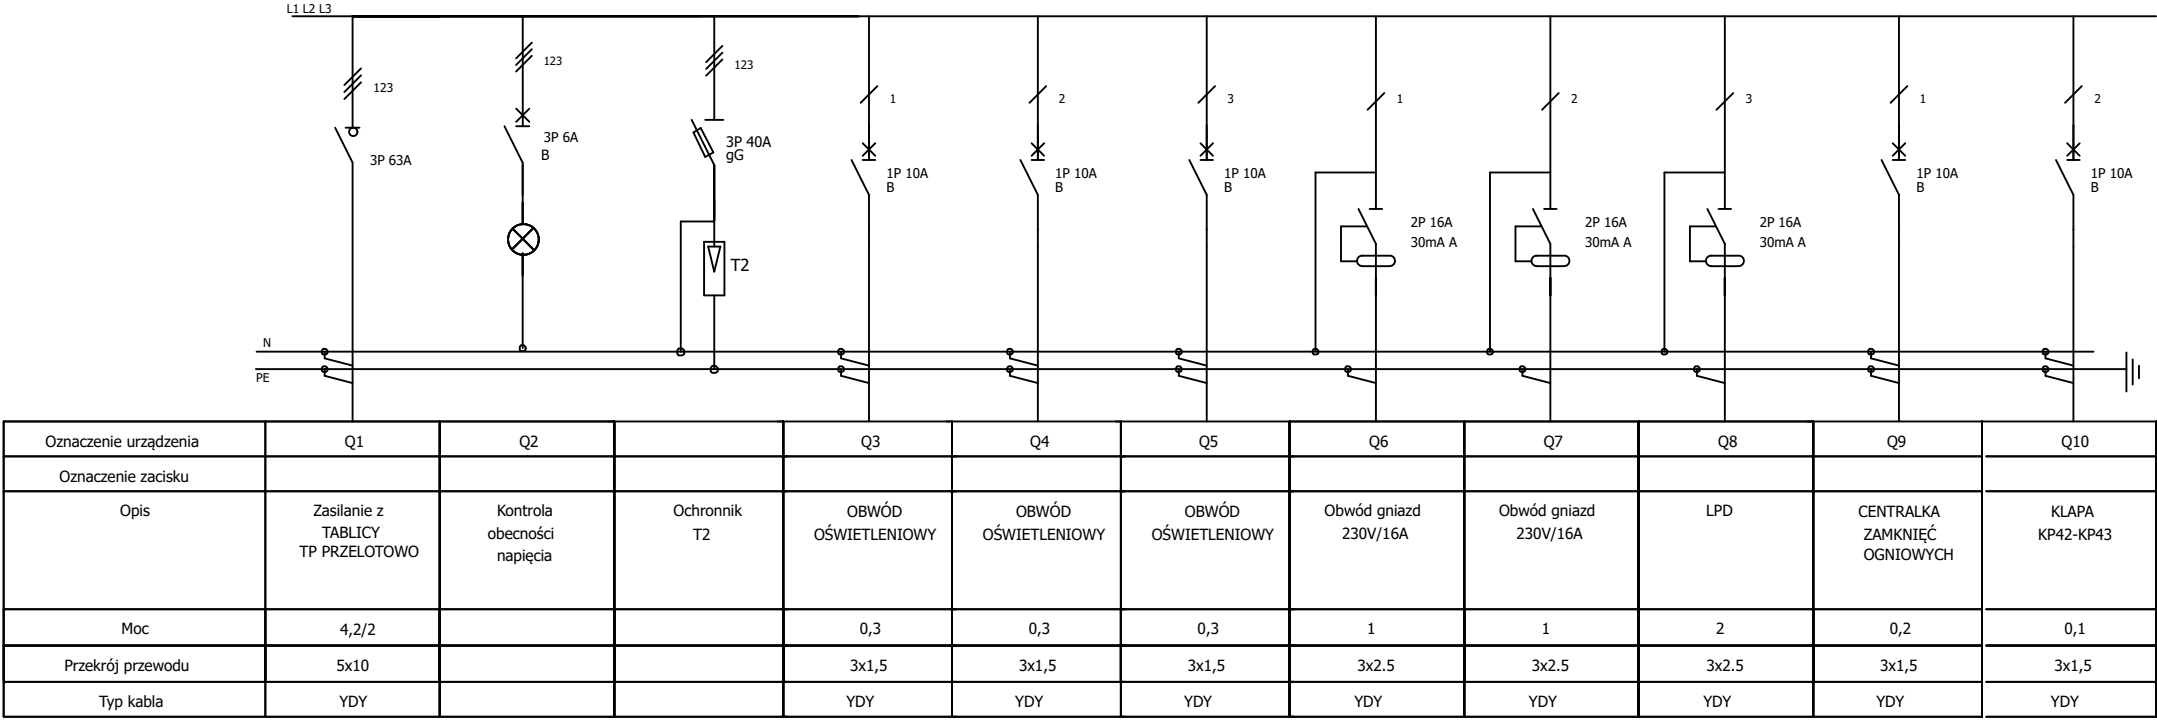 L1 L2 L3
123
3P 63A
123
3P 6A
B
123
3P 40A
gG
T2
1
1P 10A
B
2
1P 10A
B
3
1P 10A
B
1
2P 16A
30mA A
2
2P 16A
30mA A
3
2P 16A
30mA A
1
1P 10A
B
2
1P 10A
B
N
PE
Oznaczenie urządzenia Q1 Q2 Q3 Q4 Q5 Q6 Q7 Q8 Q9 Q10
Oznaczenie zacisku
Opis
Zasilanie z
TABLICY
TP PRZELOTOWO
Kontrola
obecności
napięcia
Ochronnik
T2
OBWÓD
OŚWIETLENIOWY
OBWÓD
OŚWIETLENIOWY
OBWÓD
OŚWIETLENIOWY
Obwód gniazd
230V/16A
Obwód gniazd
230V/16A
LPD
CENTRALKA
ZAMKNIĘĆ
OGNIOWYCH
KLAPA
KP42-KP43
Moc 4,2/2 0,3 0,3 0,3 1 1 2 0,2 0,1
Przekrój przewodu 5x10 3x1,5 3x1,5 3x1,5 3x2.5 3x2.5 3x2.5 3x1,5 3x1,5
Typ kabla YDY YDY YDY YDY YDY YDY YDY YDY YDY